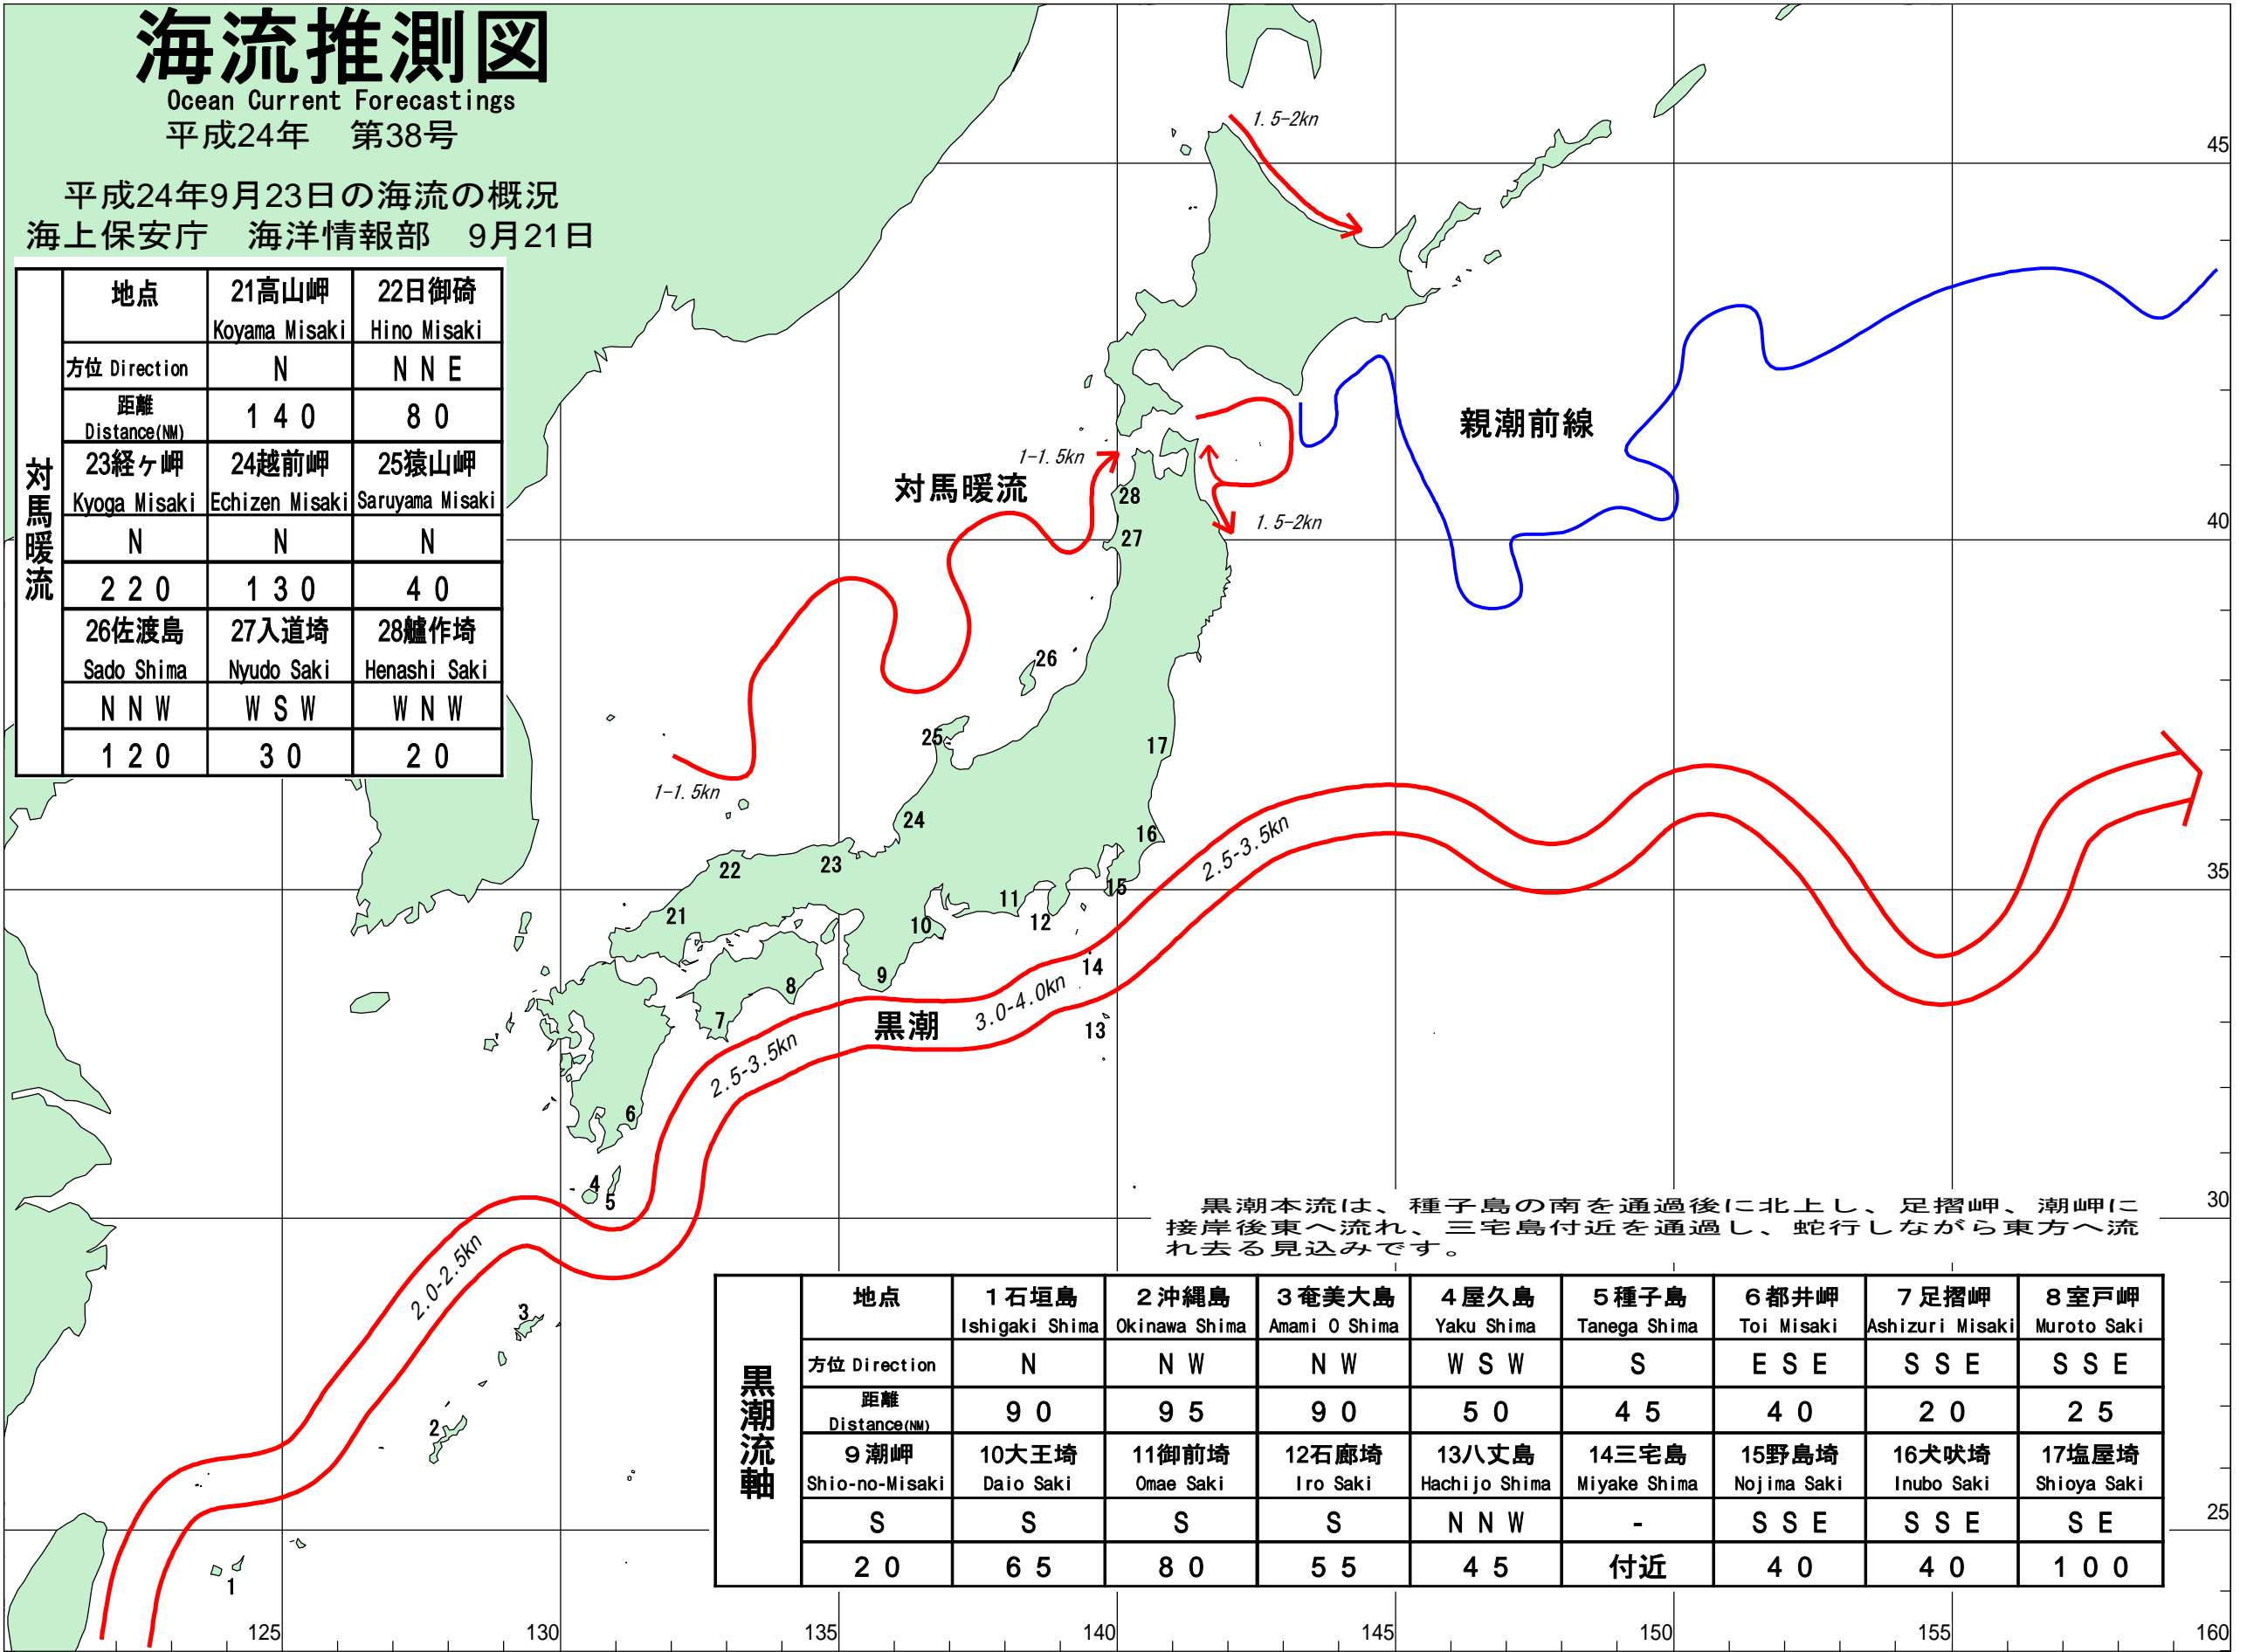 海流推測図
Ocean Current Forecastings
平成24年　第38号
平成24年9月23日の海流の概況
海上保安庁　海洋情報部　9月21日
対馬暖流
地点 21高山岬 22日御碕
Koyama Misaki Hino Misaki
方位 Direction N NNE
距離 Distance(NM) 140 80
23経ヶ岬 24越前岬 25猿山岬
Kyoga Misaki Echizen Misaki Saruyama Misaki
N N N
220 130 40
26佐渡島 27入道埼 28艫作埼
Sado Shima Nyudo Saki Henashi Saki
NNW WSW WNW
120 30 20
1.5-2kn
45
親潮前線
1-1.5kn
対馬暖流
28
1.5-2kn
40
27
26
25
17
1-1.5kn
24
16
2.5-3.5kn
22
23
35
15
11
21
10
12
14
9
8
3.0-4.0kn
7
黒潮
13
2.5-3.5kn
6
4
5
30
黒潮本流は、種子島の南を通過後に北上し、足摺岬、潮岬に
接岸後東へ流れ、三宅島付近を通過し、蛇行しながら東方へ流
れ去る見込みです。
2.0-2.5kn
3
2
1
黒潮流軸
地点 1石垣島 2沖縄島 3奄美大島 4屋久島 5種子島 6都井岬 7足摺岬 8室戸岬
Ishigaki Shima Okinawa Shima Amami O Shima Yaku Shima Tanega Shima Toi Misaki Ashizuri Misaki Muroto Saki
方位 Direction N NW NW WSW S ESE SSE SSE
距離 Distance(NM) 90 95 90 50 45 40 20 25
9潮岬 10大王埼 11御前埼 12石廊埼 13八丈島 14三宅島 15野島埼 16犬吠埼 17塩屋埼
Shio-no-Misaki Daio Saki Omae Saki Iro Saki Hachijo Shima Miyake Shima Nojima Saki Inubo Saki Shioya Saki
S S S S NNW - SSE SSE SE
20 65 80 55 45 付近 40 40 100
25
125 130 135 140 145 150 155 160